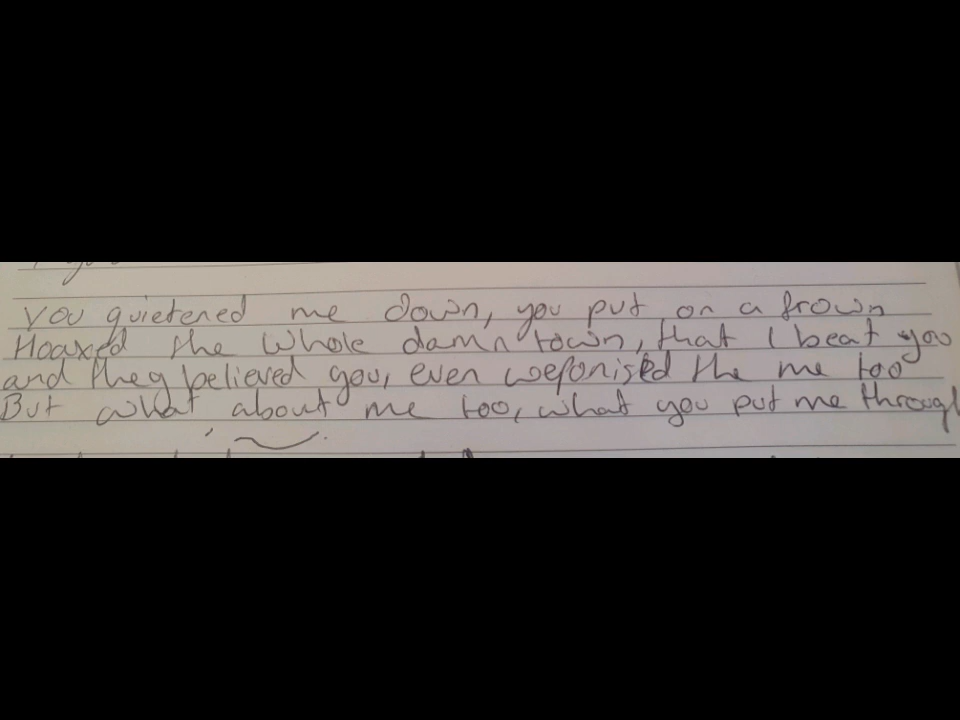 you quietened me down, you put on a frown
Hoaxed the whole damn town, that I beat you
and they believed you, even weponised the me too
But what about me too, what you put me through